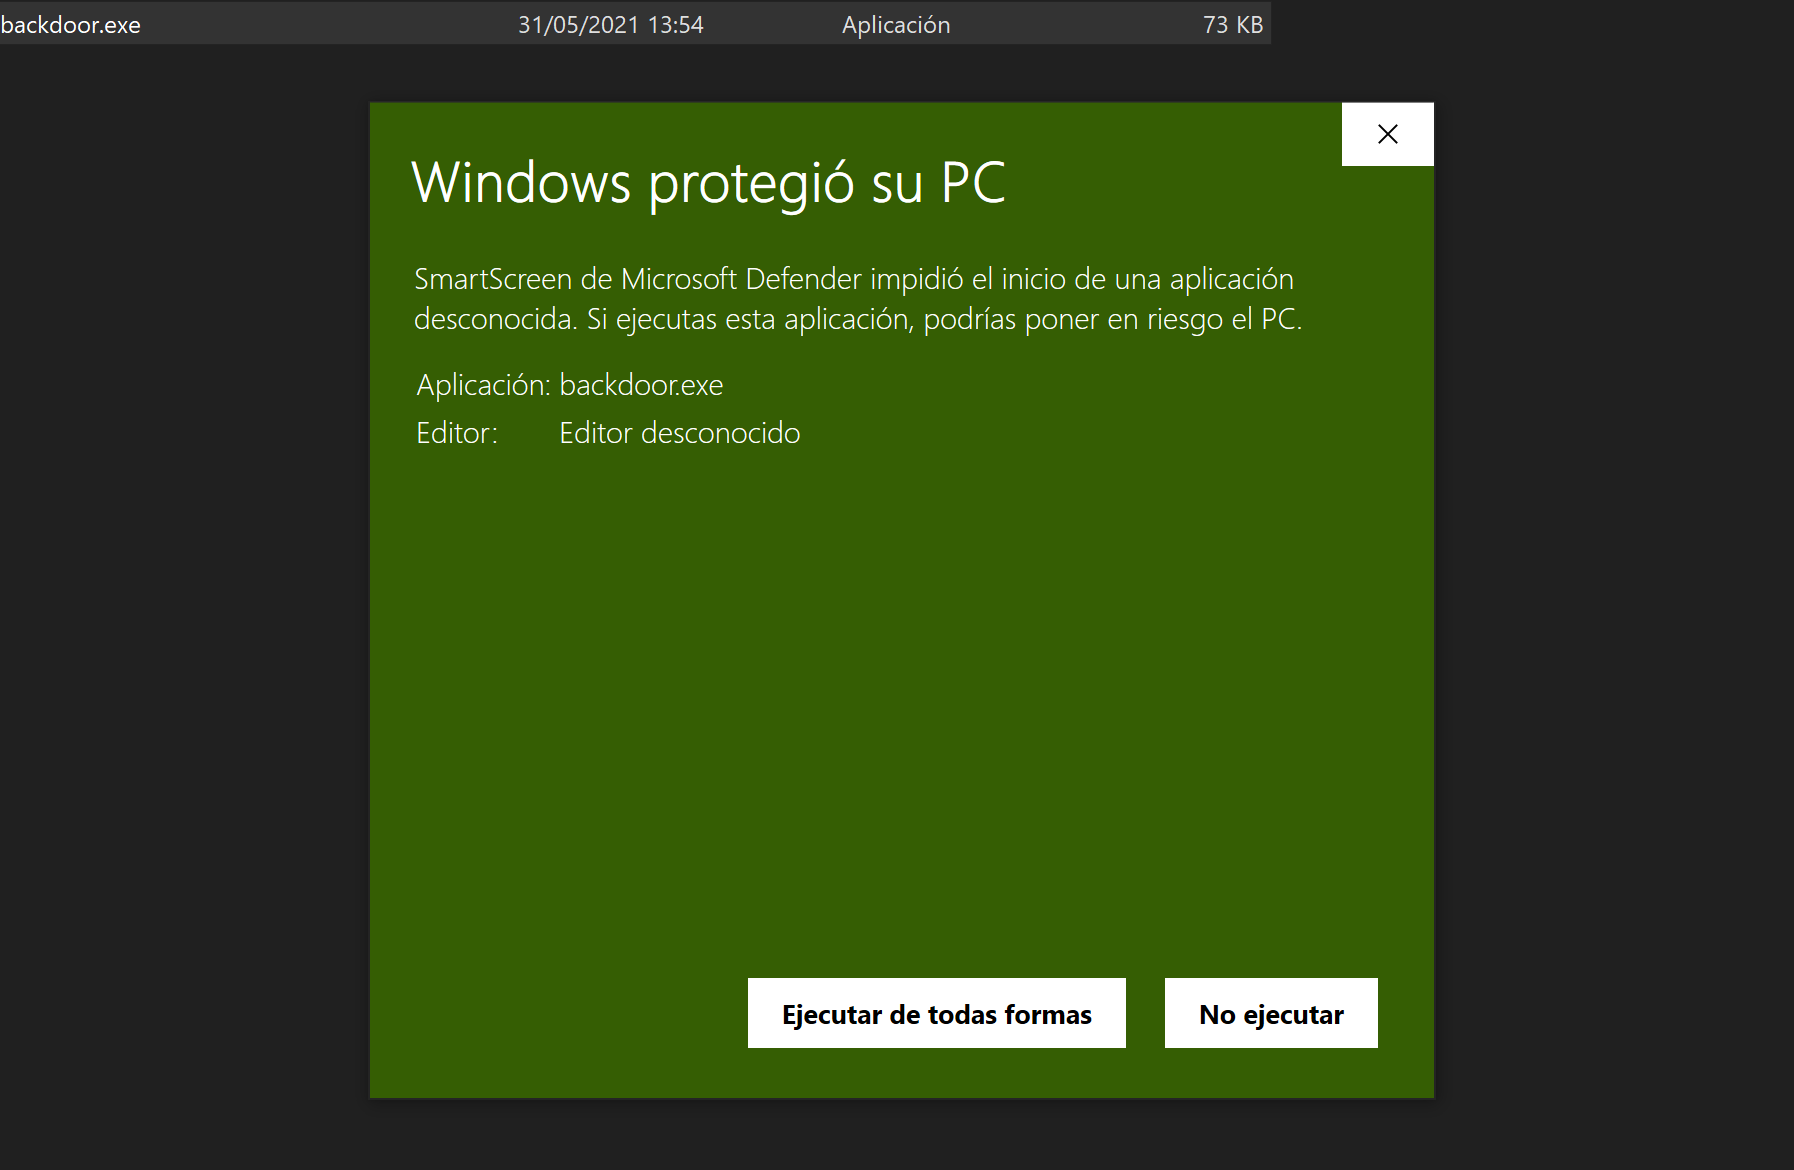 backdoor.exe 31/05/2021 13:54 Aplicación 73 KB
Windows protegió su PC
SmartScreen de Microsoft Defender impidió el inicio de una aplicación
desconocida. Si ejecutas esta aplicación, podrías poner en riesgo el PC.
Aplicación: backdoor.exe
Editor: Editor desconocido
Ejecutar de todas formas No ejecutar